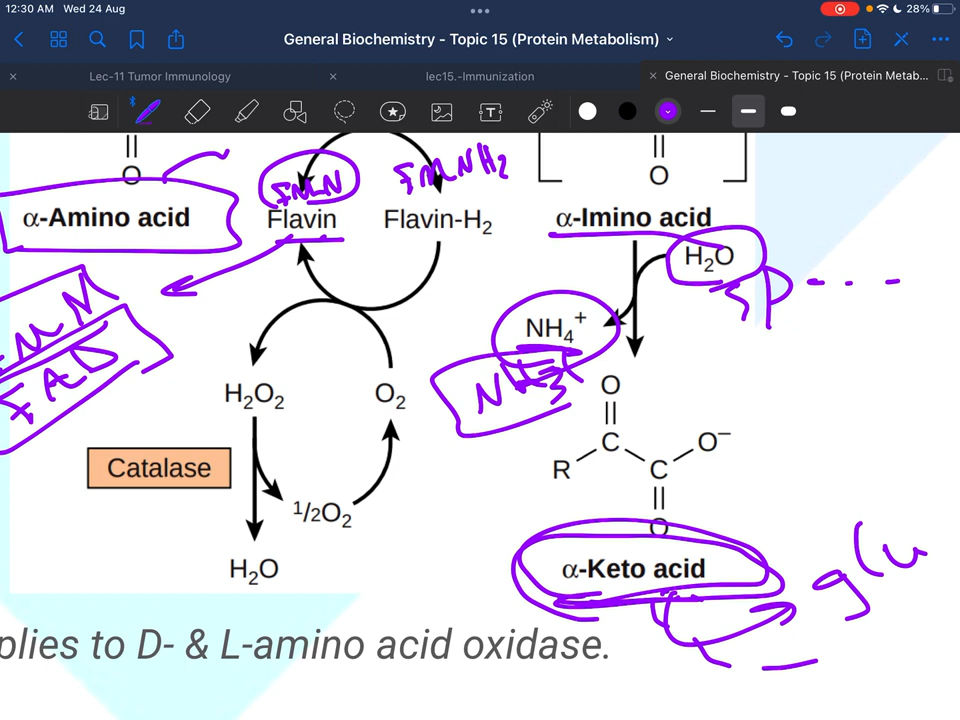 12:30 AM Wed 24 Aug
28%
General Biochemistry - Topic 15 (Protein Metabolism)
Lec-11 Tumor Immunology
lec15.-Immunization
General Biochemistry - Topic 15 (Protein Metab...
O
O
FMN
FMNH2
α-Amino acid
Flavin
Flavin-H₂
α-Imino acid
H₂O
MN
FAD
NH₄⁺
NH3
H₂O₂
O₂
O
C
O⁻
R
C
Catalase
½O₂
O
H₂O
α-Keto acid
glu
plies to D- & L-amino acid oxidase.